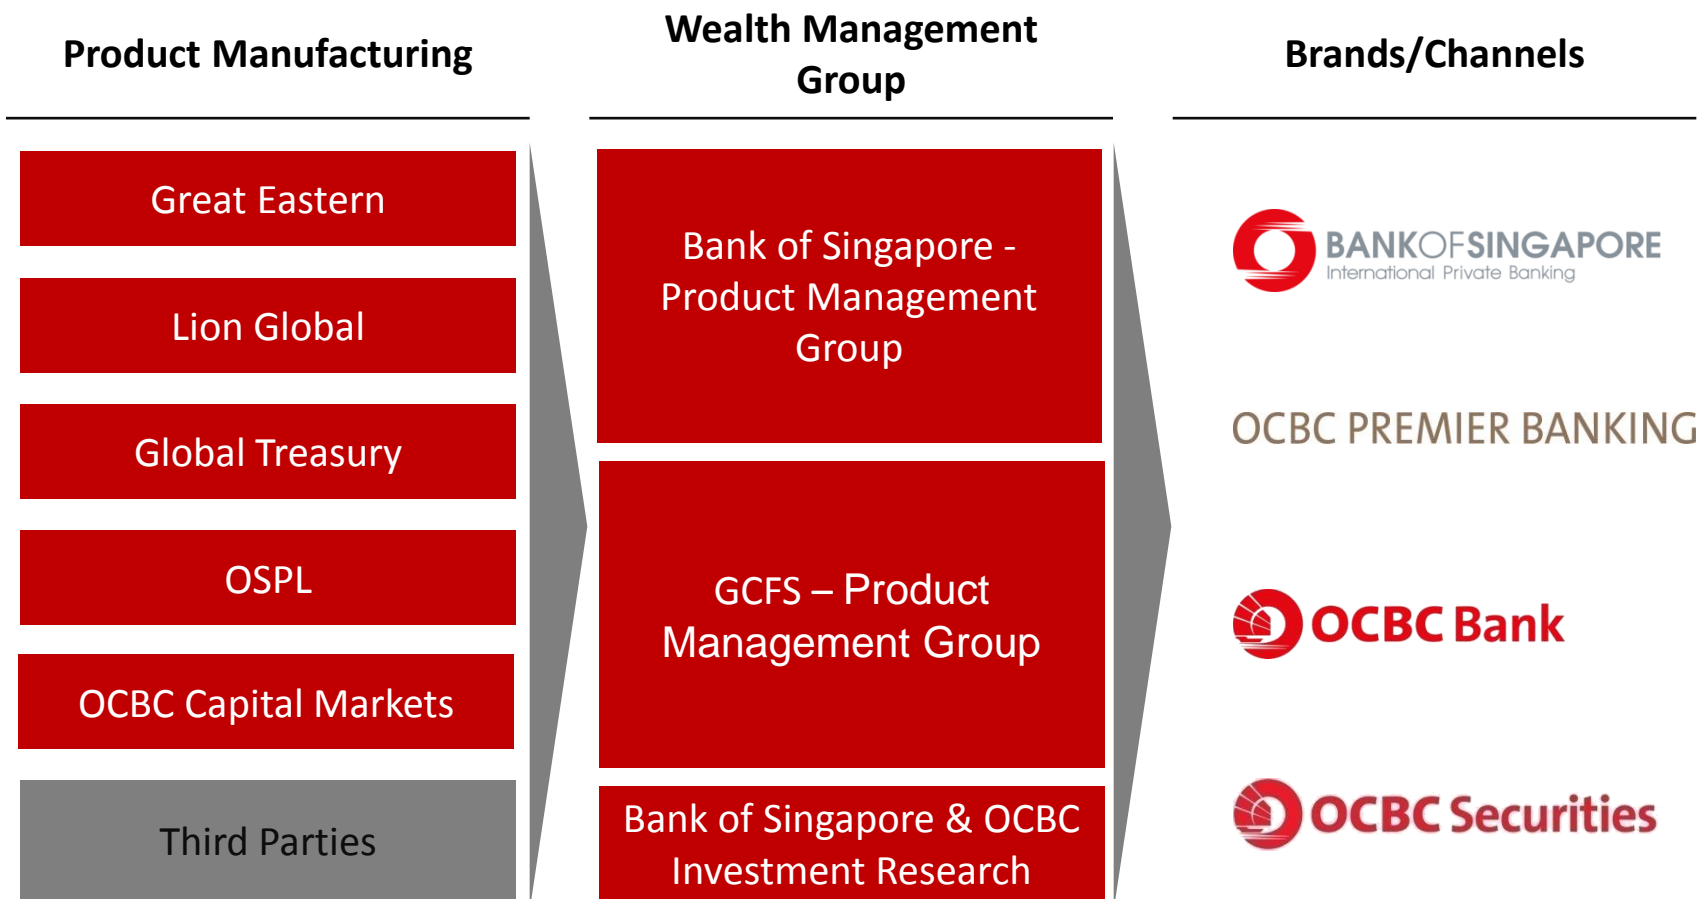 Product Manufacturing
Wealth Management
Group
Brands/Channels
Great Eastern
Lion Global
Global Treasury
OSPL
OCBC Capital Markets
Third Parties
Bank of Singapore -
Product Management
Group
GCFS – Product
Management Group
Bank of Singapore & OCBC
Investment Research
BANKOFSINGAPORE
International Private Banking
OCBC PREMIER BANKING
OCBC Bank
OCBC Securities